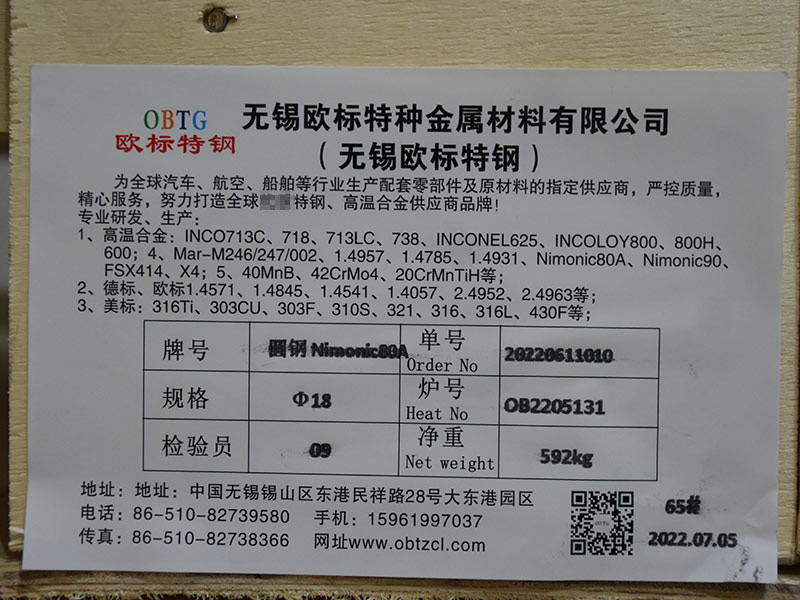 OBTG
欧标特钢
无锡欧标特种金属材料有限公司
（无锡欧标特钢）
为全球汽车、航空、船舶等行业生产配套零部件及原材料的指定供应商，严控质量，
精心服务，努力打造全球特钢、高温合金供应商品牌！
专业研发、生产：
1、高温合金：INCO713C、718、713LC、738、INCONEL625、INCOLOY800、800H、
600；4、Mar-M246/247/002、1.4957、1.4785、1.4931、Nimonic80A、Nimonic90、
FSX414、X4；5、40MnB、42CrMo4、20CrMnTiH等；
2、德标、欧标1.4571、1.4845、1.4541、1.4057、2.4952、2.4963等；
3、美标：316Ti、303CU、303F、310S、321、316、316L、430F等；
牌号 圆钢 Nimonic80A 单号 Order No 20220611010
规格 Φ18 炉号 Heat No OB2205131
检验员 09 净重 Net weight 592kg
地址：地址：中国无锡锡山区东港民祥路28号大东港园区
电话：86-510-82739580 手机：15961997037
传真：86-510-82738366 网址www.obtzcl.com
65#
2022.07.05